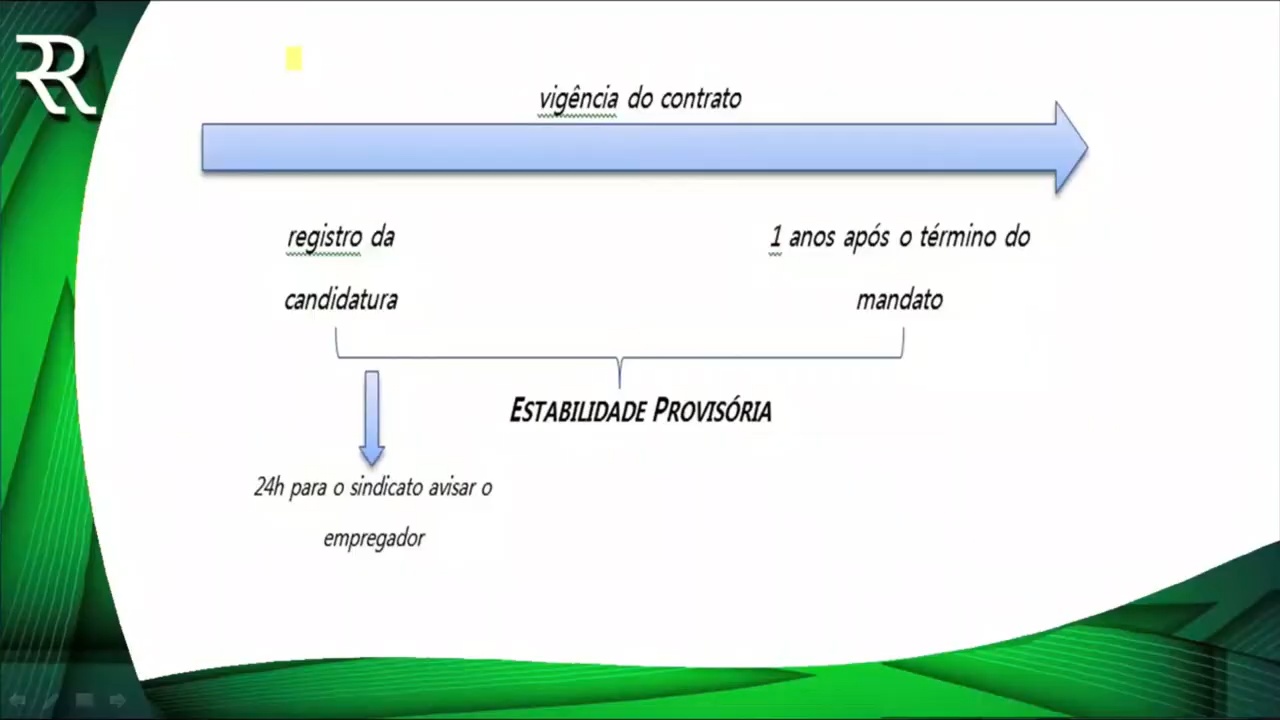 vigência do contrato
registro da
candidatura
1 anos após o término do
mandato
ESTABILIDADE PROVISÓRIA
24h para o sindicato avisar o
empregador